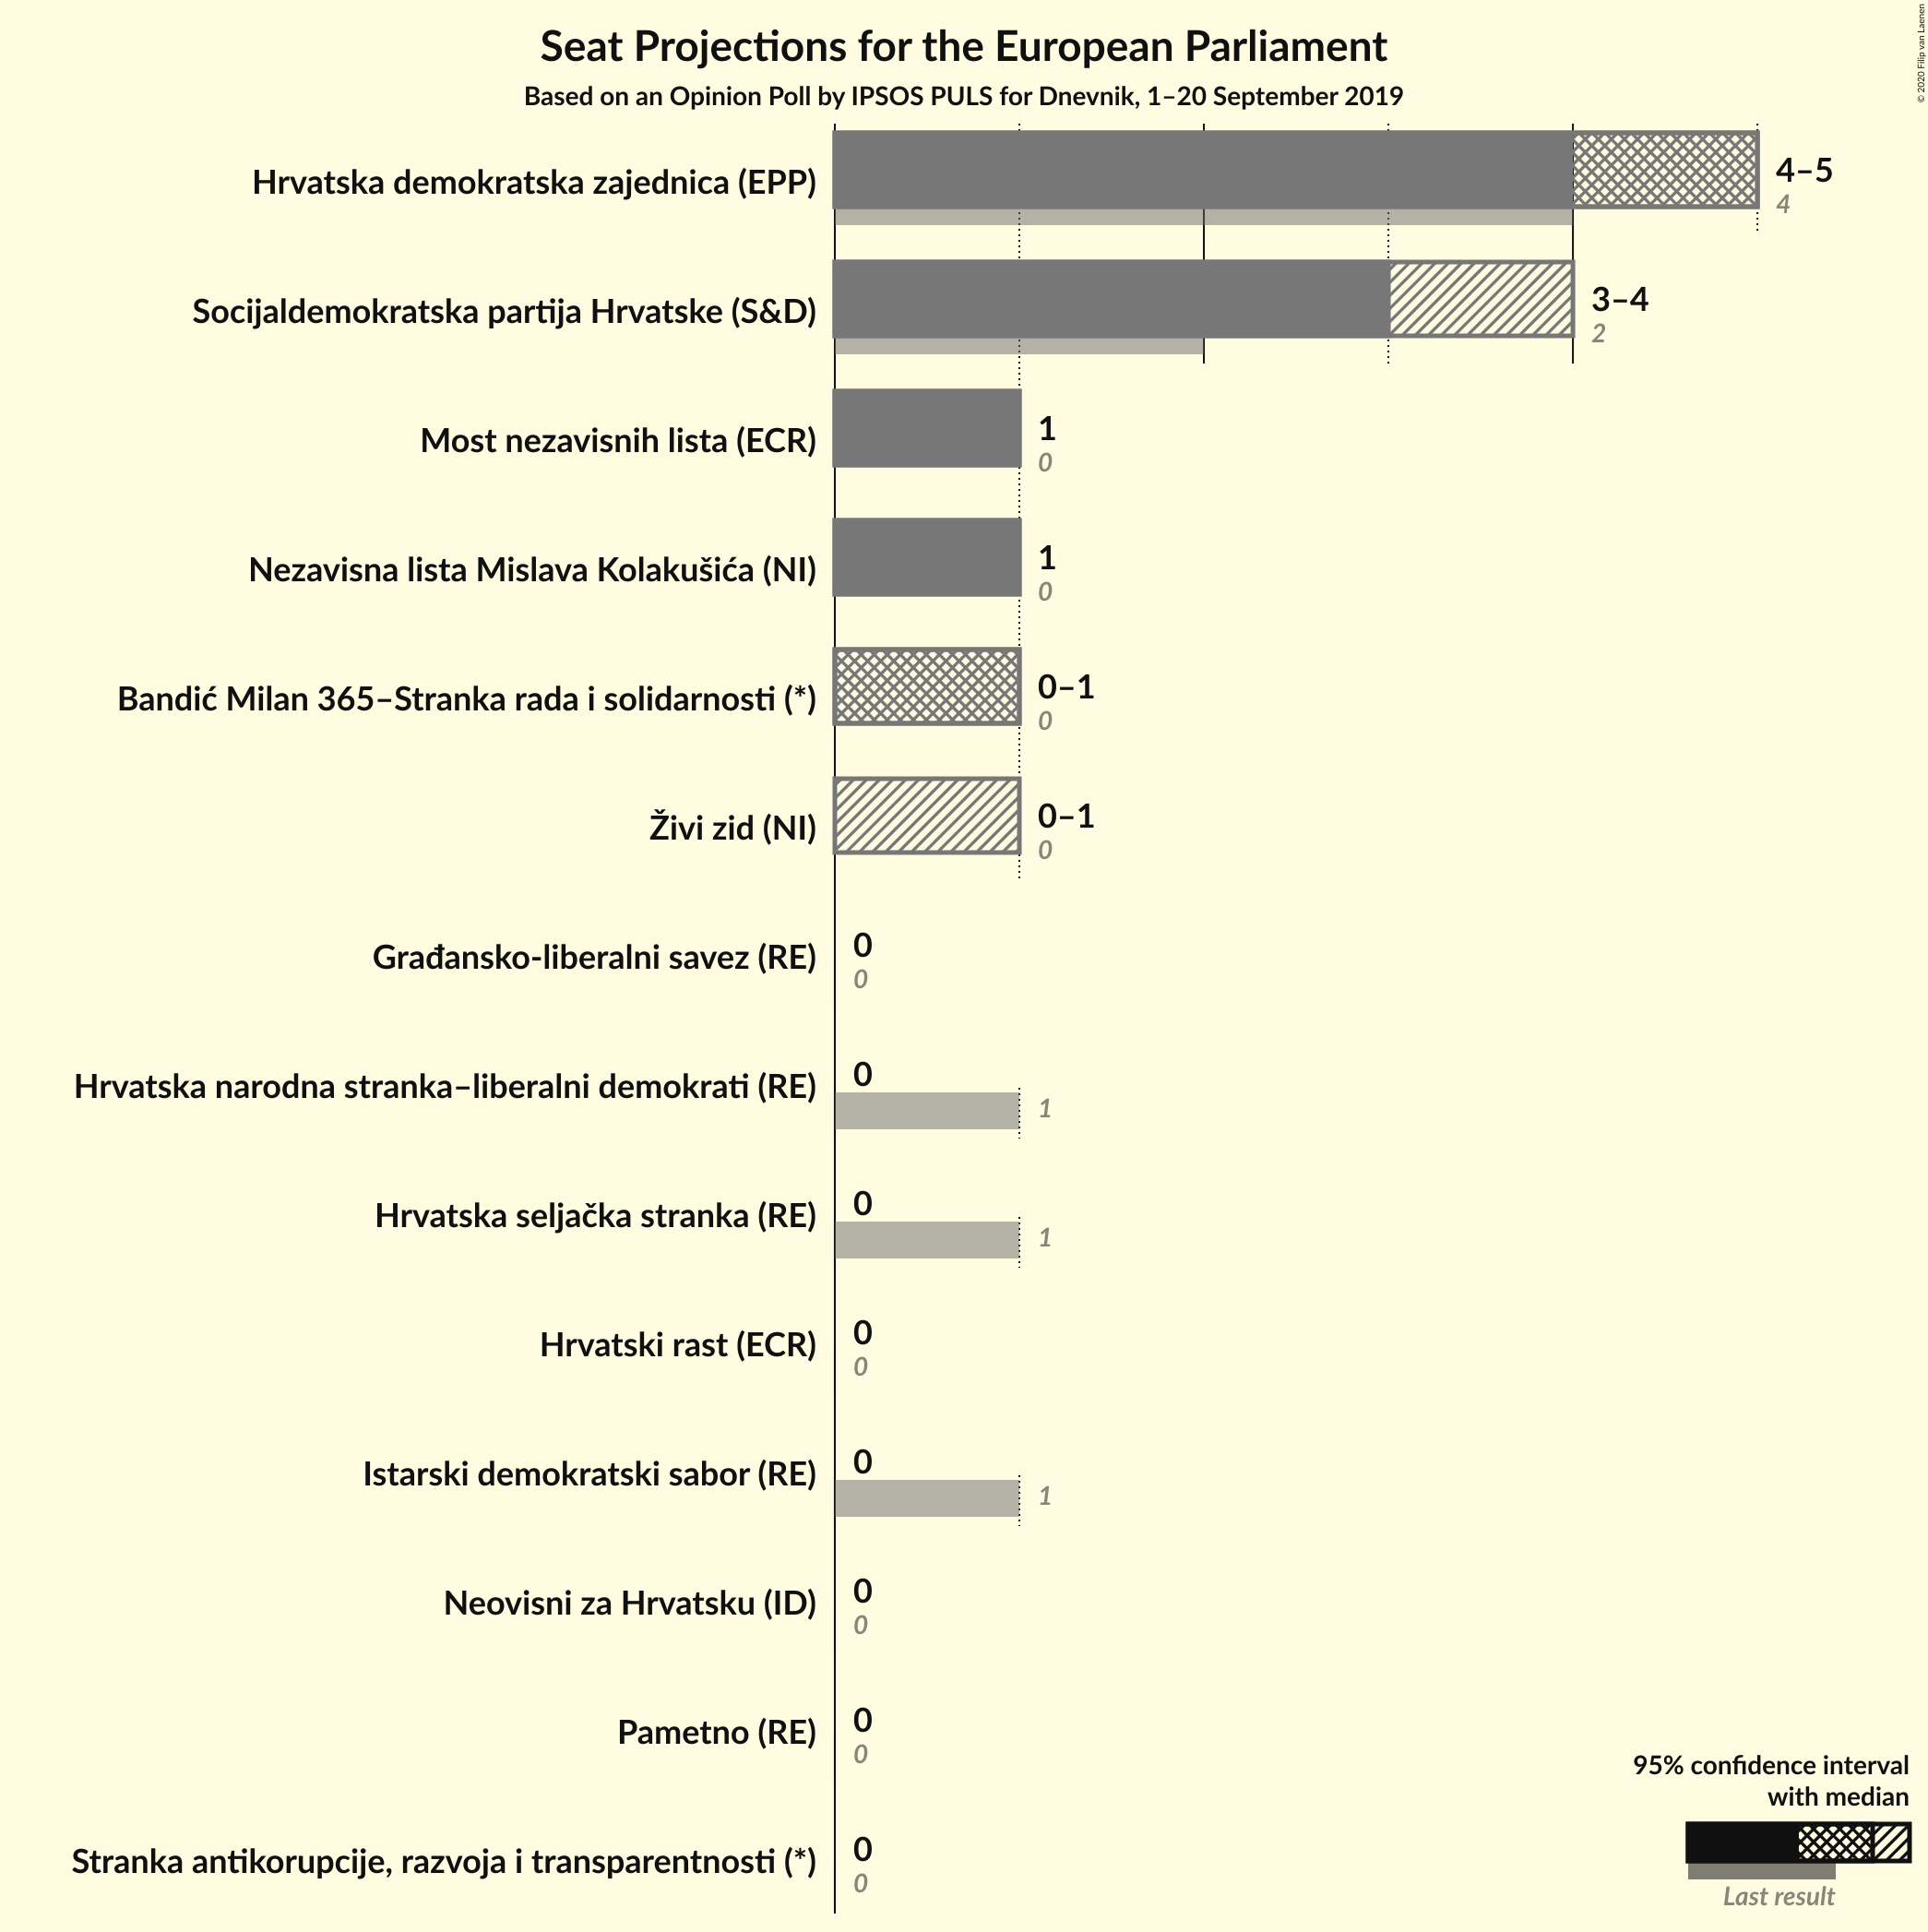 Seat Projections for the European Parliament
Based on an Opinion Poll by IPSOS PULS for Dnevnik, 1–20 September 2019
© 2020 Filip van Laenen
Hrvatska demokratska zajednica (EPP)
4–5
4
Socijaldemokratska partija Hrvatske (S&D)
3–4
2
Most nezavisnih lista (ECR)
1
0
Nezavisna lista Mislava Kolakušića (NI)
1
0
Bandić Milan 365–Stranka rada i solidarnosti (*)
0–1
0
Živi zid (NI)
0–1
0
Građansko-liberalni savez (RE)
0
0
Hrvatska narodna stranka–liberalni demokrati (RE)
0
1
Hrvatska seljačka stranka (RE)
0
1
Hrvatski rast (ECR)
0
0
Istarski demokratski sabor (RE)
0
1
Neovisni za Hrvatsku (ID)
0
0
Pametno (RE)
0
0
Stranka antikorupcije, razvoja i transparentnosti (*)
0
0
95% confidence interval
with median
Last result